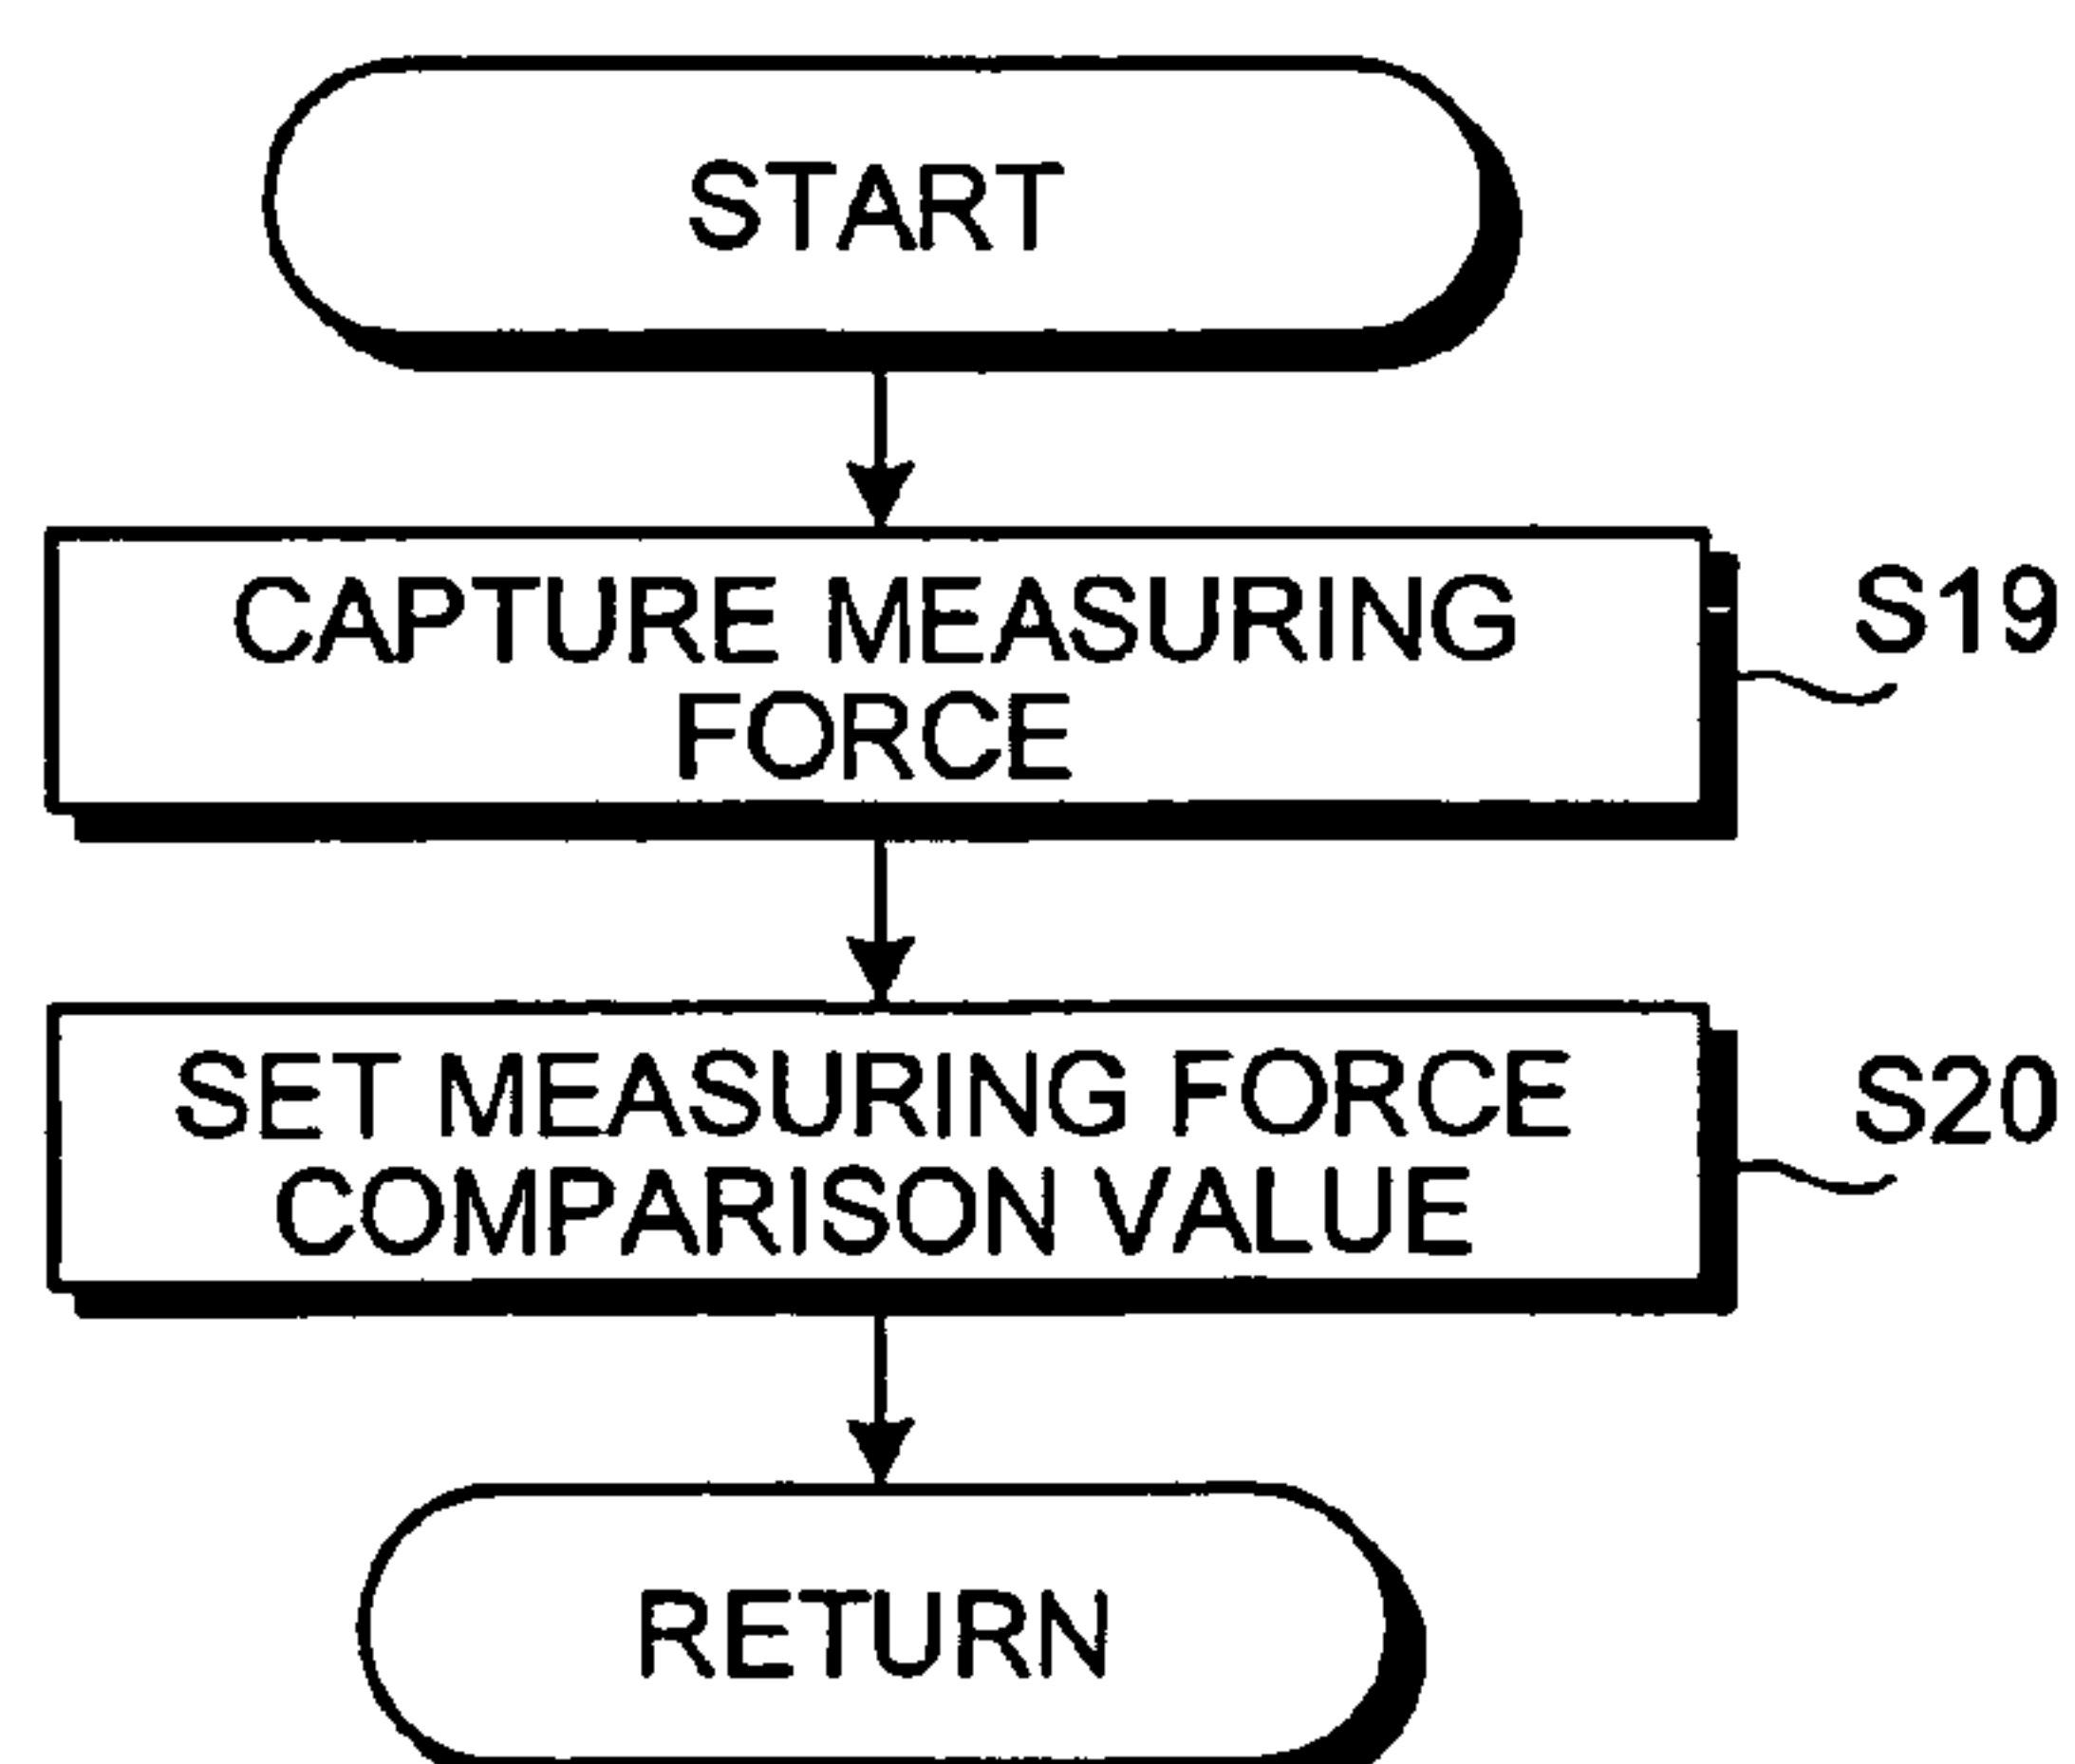 START
CAPTURE MEASURING
FORCE
S19
SET MEASURING FORCE
COMPARISON VALUE
S20
RETURN